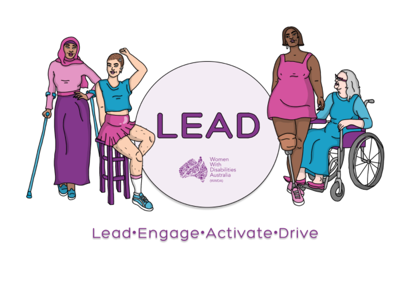 LEAD
Women
With
Disabilities
Australia
Lead•Engage•Activate•Drive